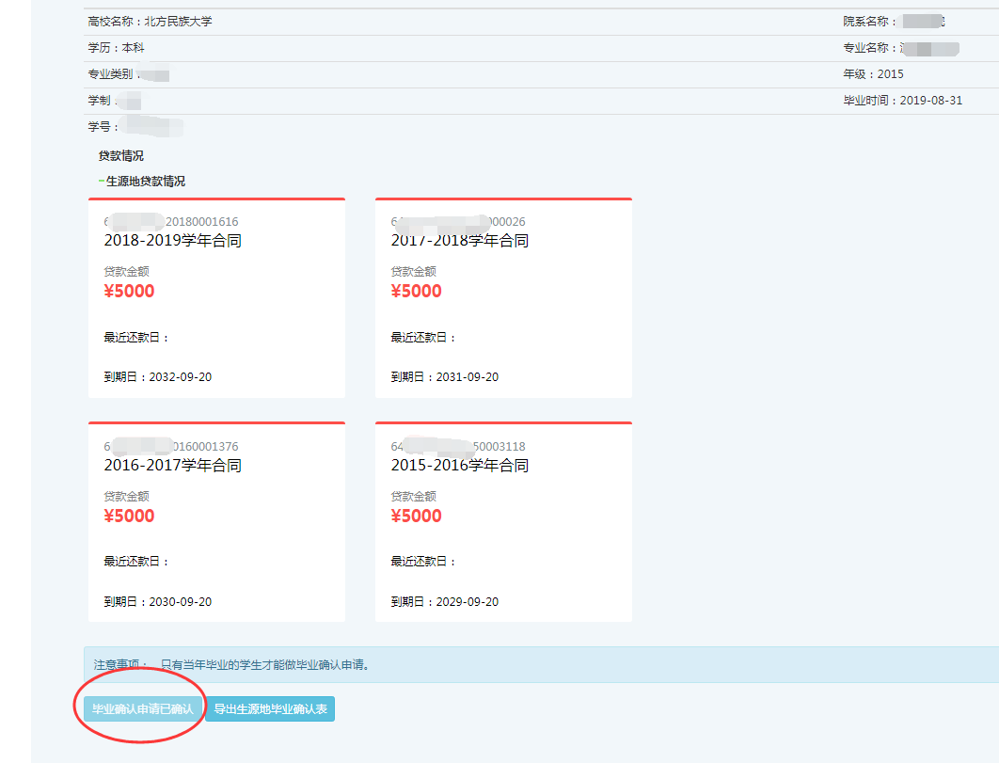 高校名称：北方民族大学
院系名称：
学历：本科
专业名称：
专业类别：
年级：2015
学制：
毕业时间：2019-08-31
学号：
贷款情况
-生源地贷款情况
6 20180001616
2018-2019学年合同
贷款金额
¥5000
最近还款日：
到期日：2032-09-20
64 000026
2017-2018学年合同
贷款金额
¥5000
最近还款日：
到期日：2031-09-20
6 0160001376
2016-2017学年合同
贷款金额
¥5000
最近还款日：
到期日：2030-09-20
64 50003118
2015-2016学年合同
贷款金额
¥5000
最近还款日：
到期日：2029-09-20
注意事项： 只有当年毕业的学生才能做毕业确认申请。
毕业确认申请已确认
导出生源地毕业确认表